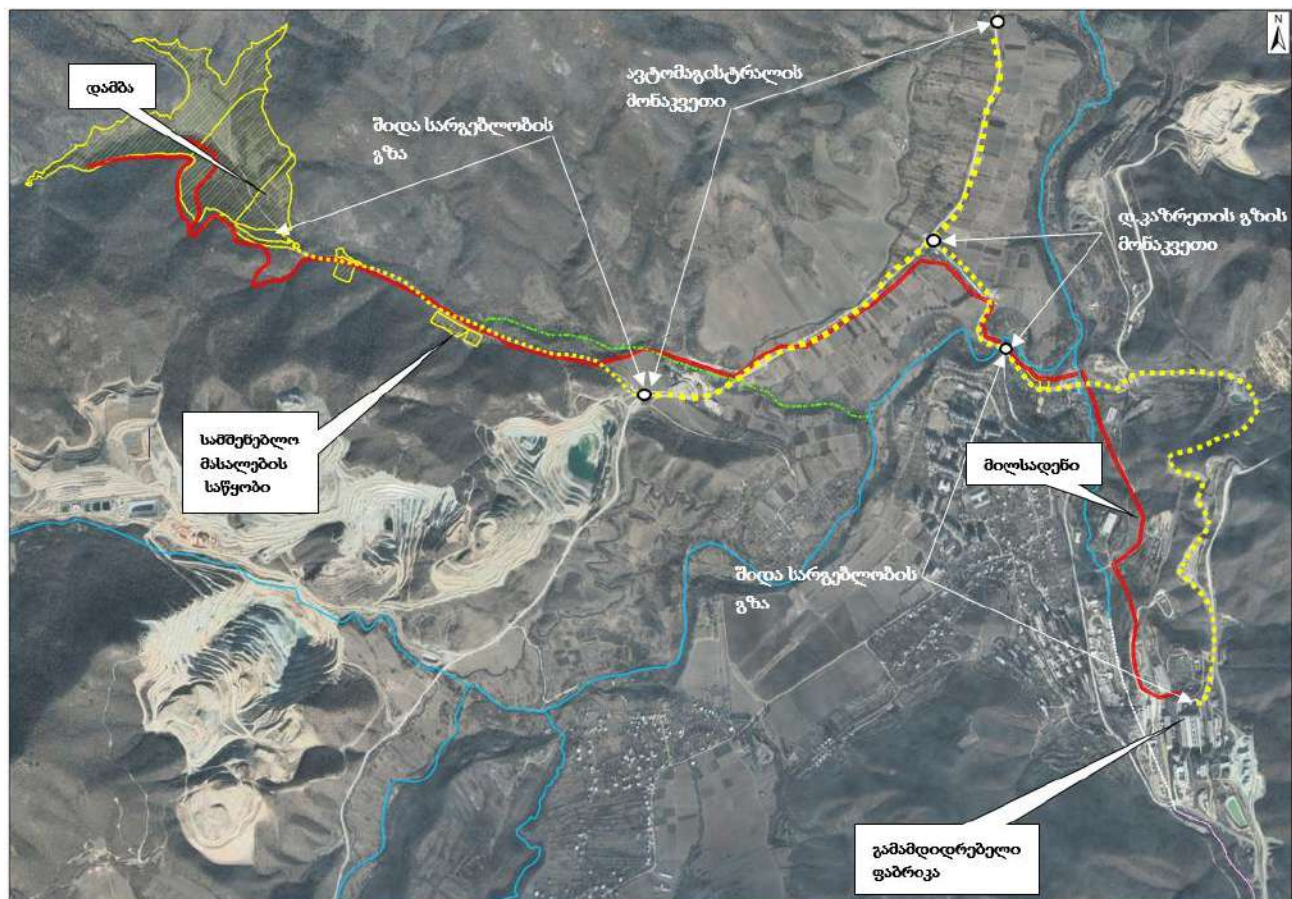 N
დამბა
ავტომაგისტრალის
მონაკვეთი
შიდა სარგებლობის
გზა
დ.კაზრეთის გზის
მონაკვეთი
სამშენებლო
მასალების
საწყობი
მილსადენი
შიდა სარგებლობის
გზა
გამამდიდრებელი
ფაბრიკა